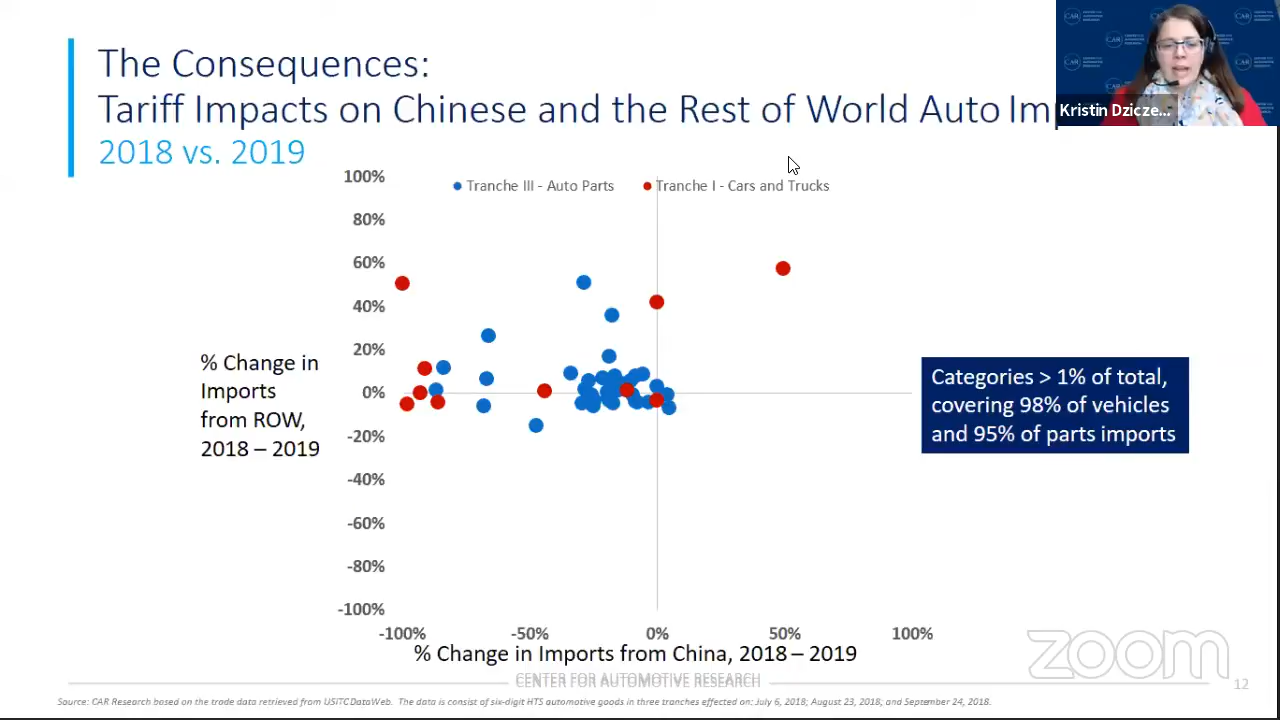 The Consequences:
Tariff Impacts on Chinese and the Rest of World Auto Im
2018 vs. 2019
Kristin Dzicze...
Tranche III - Auto Parts
Tranche I - Cars and Trucks
100%
80%
60%
40%
20%
0%
-20%
-40%
-60%
-80%
-100%
% Change in
Imports
from ROW,
2018 – 2019
Categories > 1% of total,
covering 98% of vehicles
and 95% of parts imports
-100%
-50%
0%
50%
100%
% Change in Imports from China, 2018 – 2019
zoom
CENTER FOR AUTOMOTIVE RESEARCH
12
Source: CAR Research based on the trade data retrieved from USITC DataWeb. The data is consist of six-digit HTS automotive goods in three tranches effected on: July 6, 2018; August 23, 2018, and September 24, 2018.